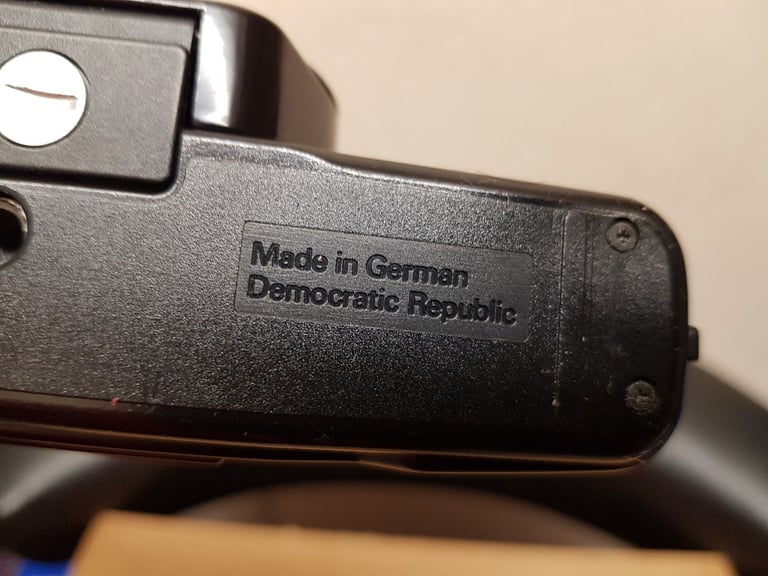 Made in German
Democratic Republic